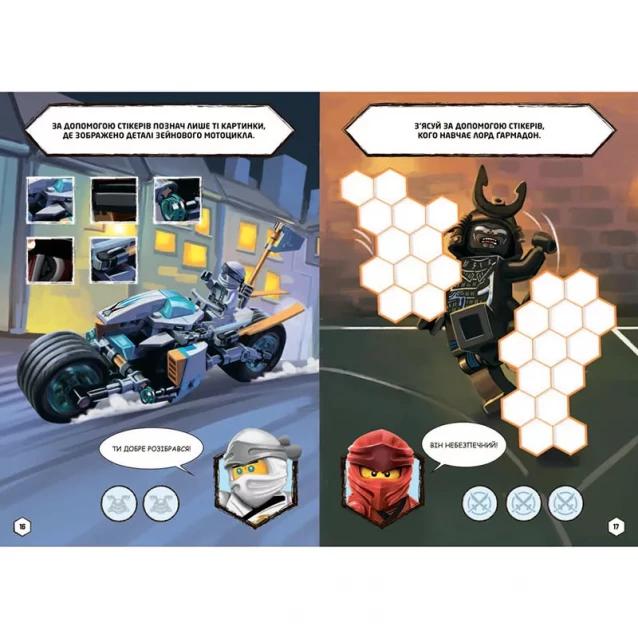 ЗА ДОПОМОГОЮ СТІКЕРІВ ПОЗНАЧ ЛИШЕ ТІ КАРТИНКИ,
ДЕ ЗОБРАЖЕНО ДЕТАЛІ ЗЕЙНОВОГО МОТОЦИКЛА.
ТИ ДОБРЕ РОЗІБРАВСЯ!
16
З'ЯСУЙ ЗА ДОПОМОГОЮ СТІКЕРІВ,
КОГО НАВЧАЄ ЛОРД ГАРМАДОН.
ВІН НЕБЕЗПЕЧНИЙ!
17